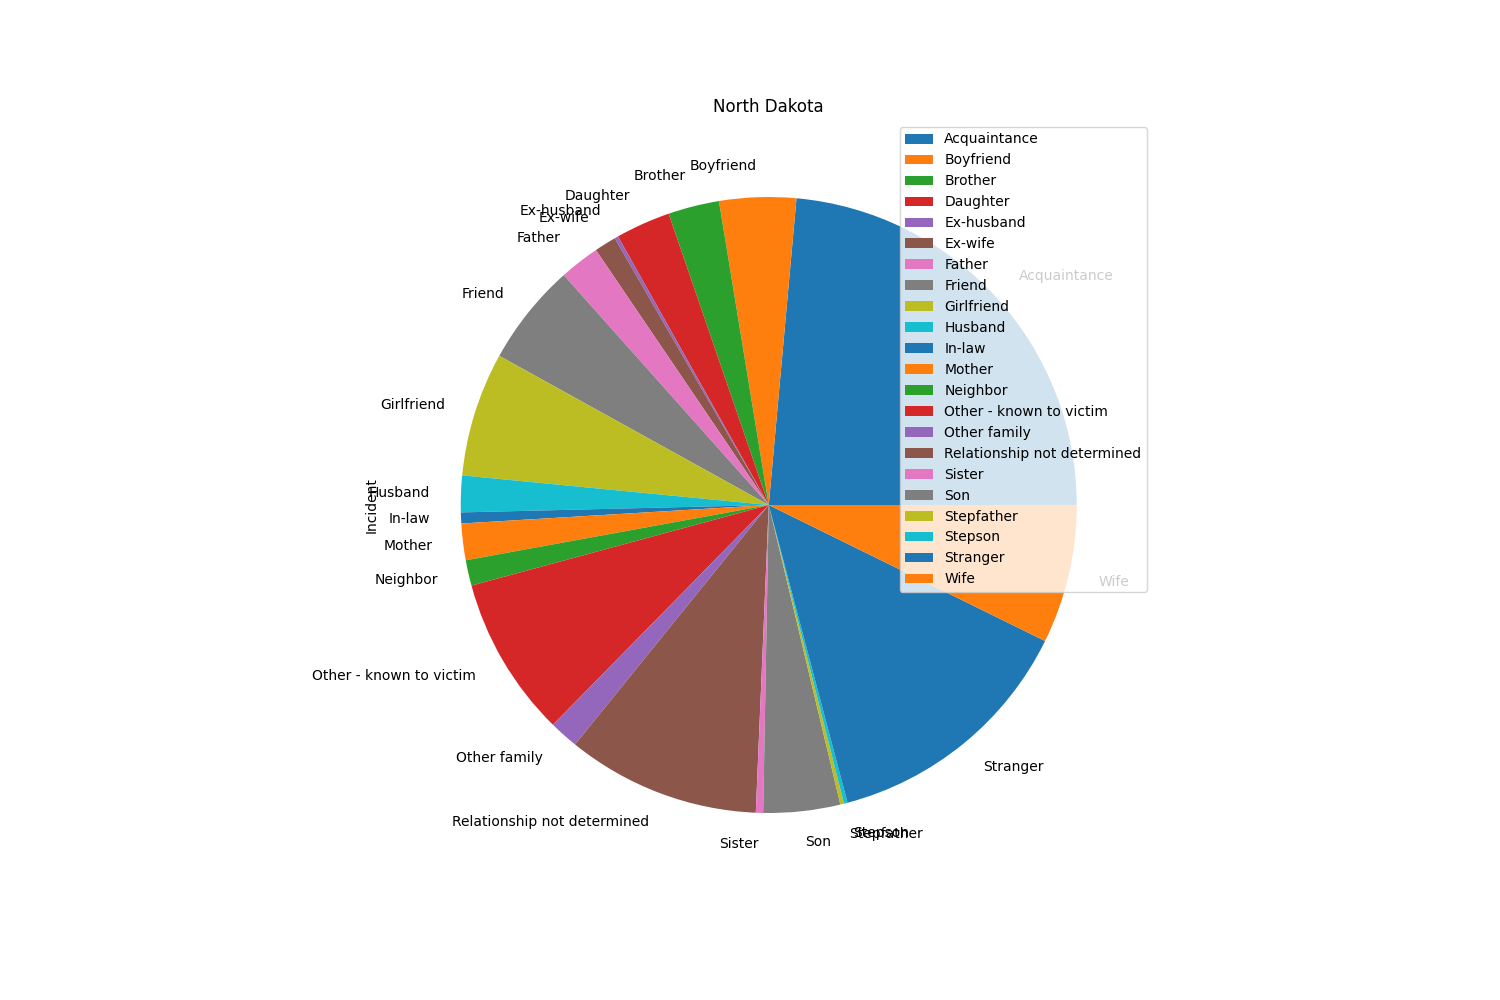 North Dakota
Acquaintance
Boyfriend
Brother
Daughter
Ex-husband
Ex-wife
Father
Friend
Girlfriend
Husband
In-law
Mother
Neighbor
Other - known to victim
Other family
Relationship not determined
Sister
Son
Stepfather
Stepson
Stranger
Wife
Acquaintance
Boyfriend
Brother
Daughter
Ex-husband
Ex-wife
Father
Friend
Girlfriend
Husband
In-law
Mother
Neighbor
Other - known to victim
Other family
Relationship not determined
Sister
Son
Stepfather
Stepson
Stranger
Wife
Incident